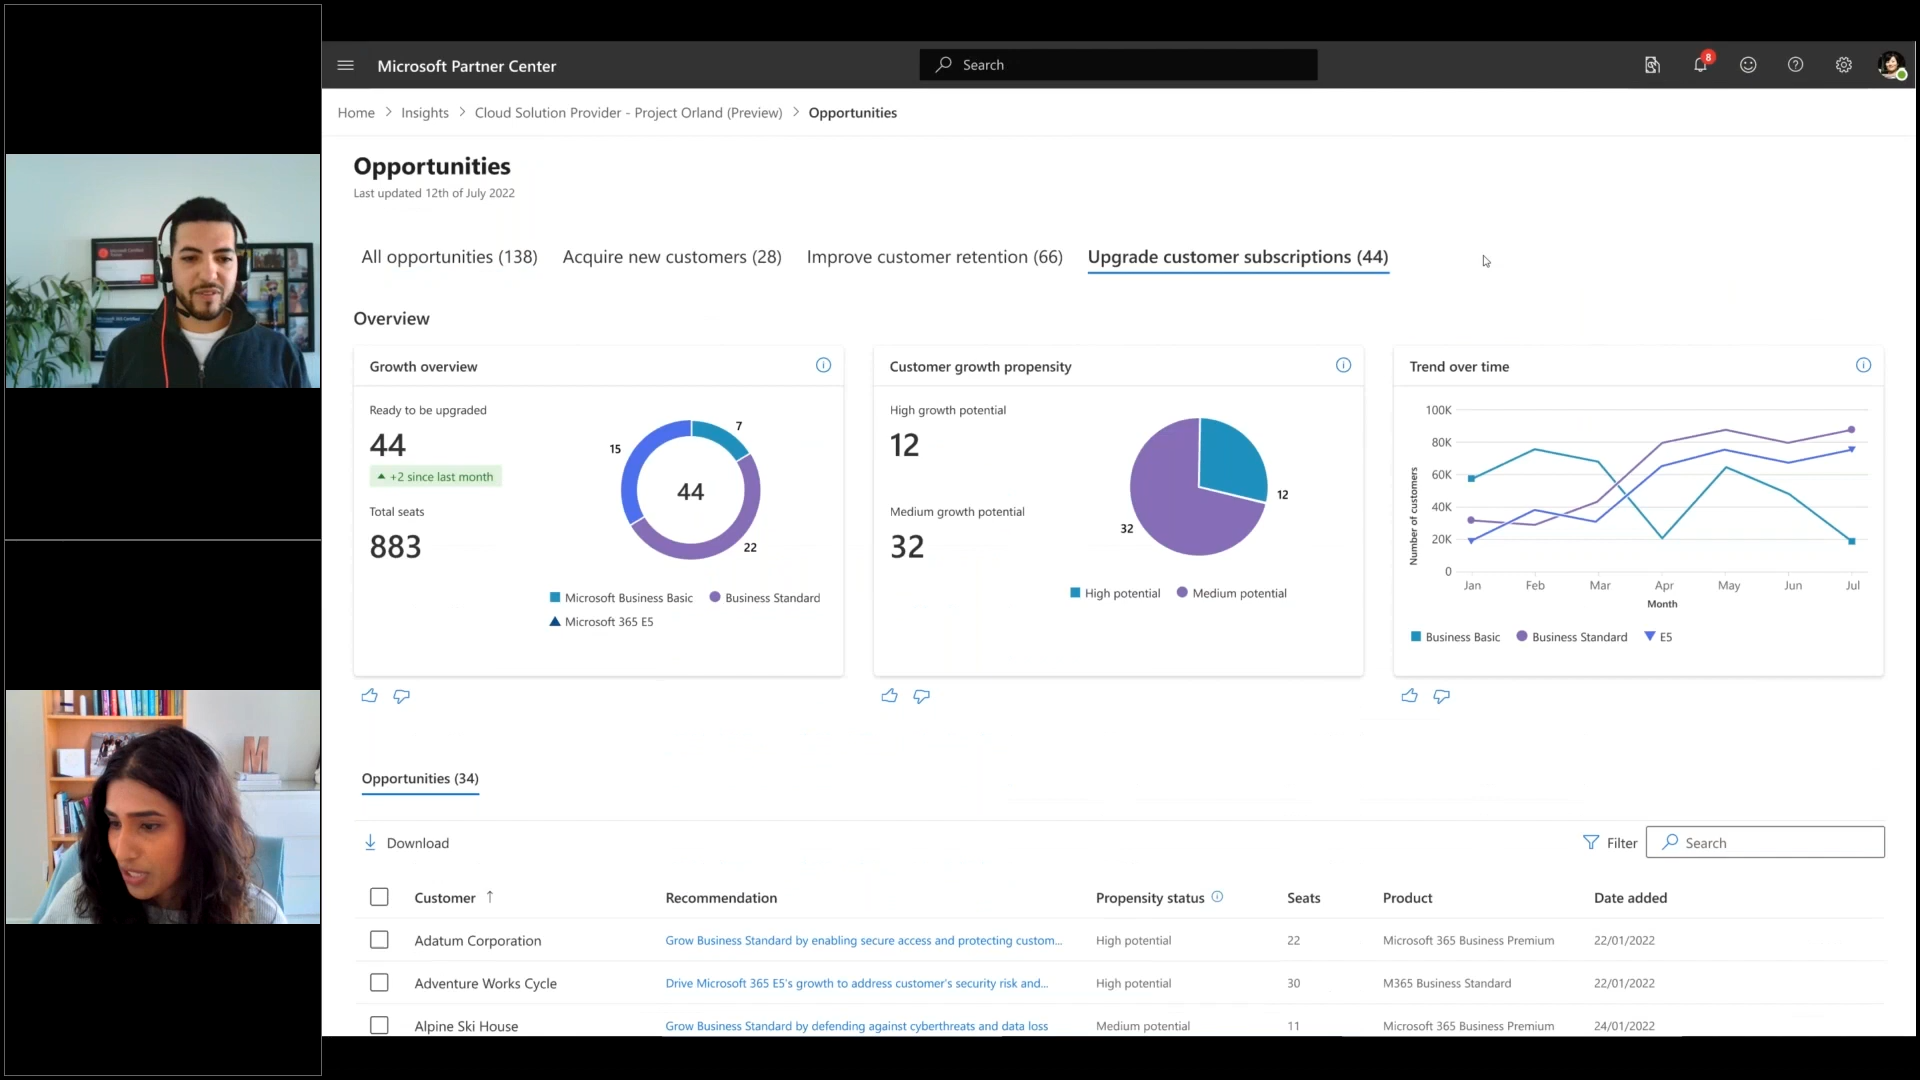 Microsoft Partner Center
Search
8
Home > Insights > Cloud Solution Provider - Project Orland (Preview) > Opportunities
Opportunities
Last updated 12th of July 2022
All opportunities (138) Acquire new customers (28) Improve customer retention (66) Upgrade customer subscriptions (44)
Overview
Growth overview
Ready to be upgraded
44
+2 since last month
Total seats
883
7
15
44
22
Microsoft Business Basic Business Standard
Microsoft 365 E5
Customer growth propensity
High growth potential
12
Medium growth potential
32
12
32
High potential Medium potential
Trend over time
Number of customers
100K
80K
60K
40K
20K
0
Jan Feb Mar Apr May Jun Jul
Month
Business Basic Business Standard E5
Opportunities (34)
Download
Filter Search
Customer ↑ Recommendation Propensity status Seats Product Date added
Adatum Corporation Grow Business Standard by enabling secure access and protecting custom... High potential 22 Microsoft 365 Business Premium 22/01/2022
Adventure Works Cycle Drive Microsoft 365 E5's growth to address customer's security risk and... High potential 30 M365 Business Standard 22/01/2022
Alpine Ski House Grow Business Standard by defending against cyberthreats and data loss Medium potential 11 Microsoft 365 Business Premium 24/01/2022